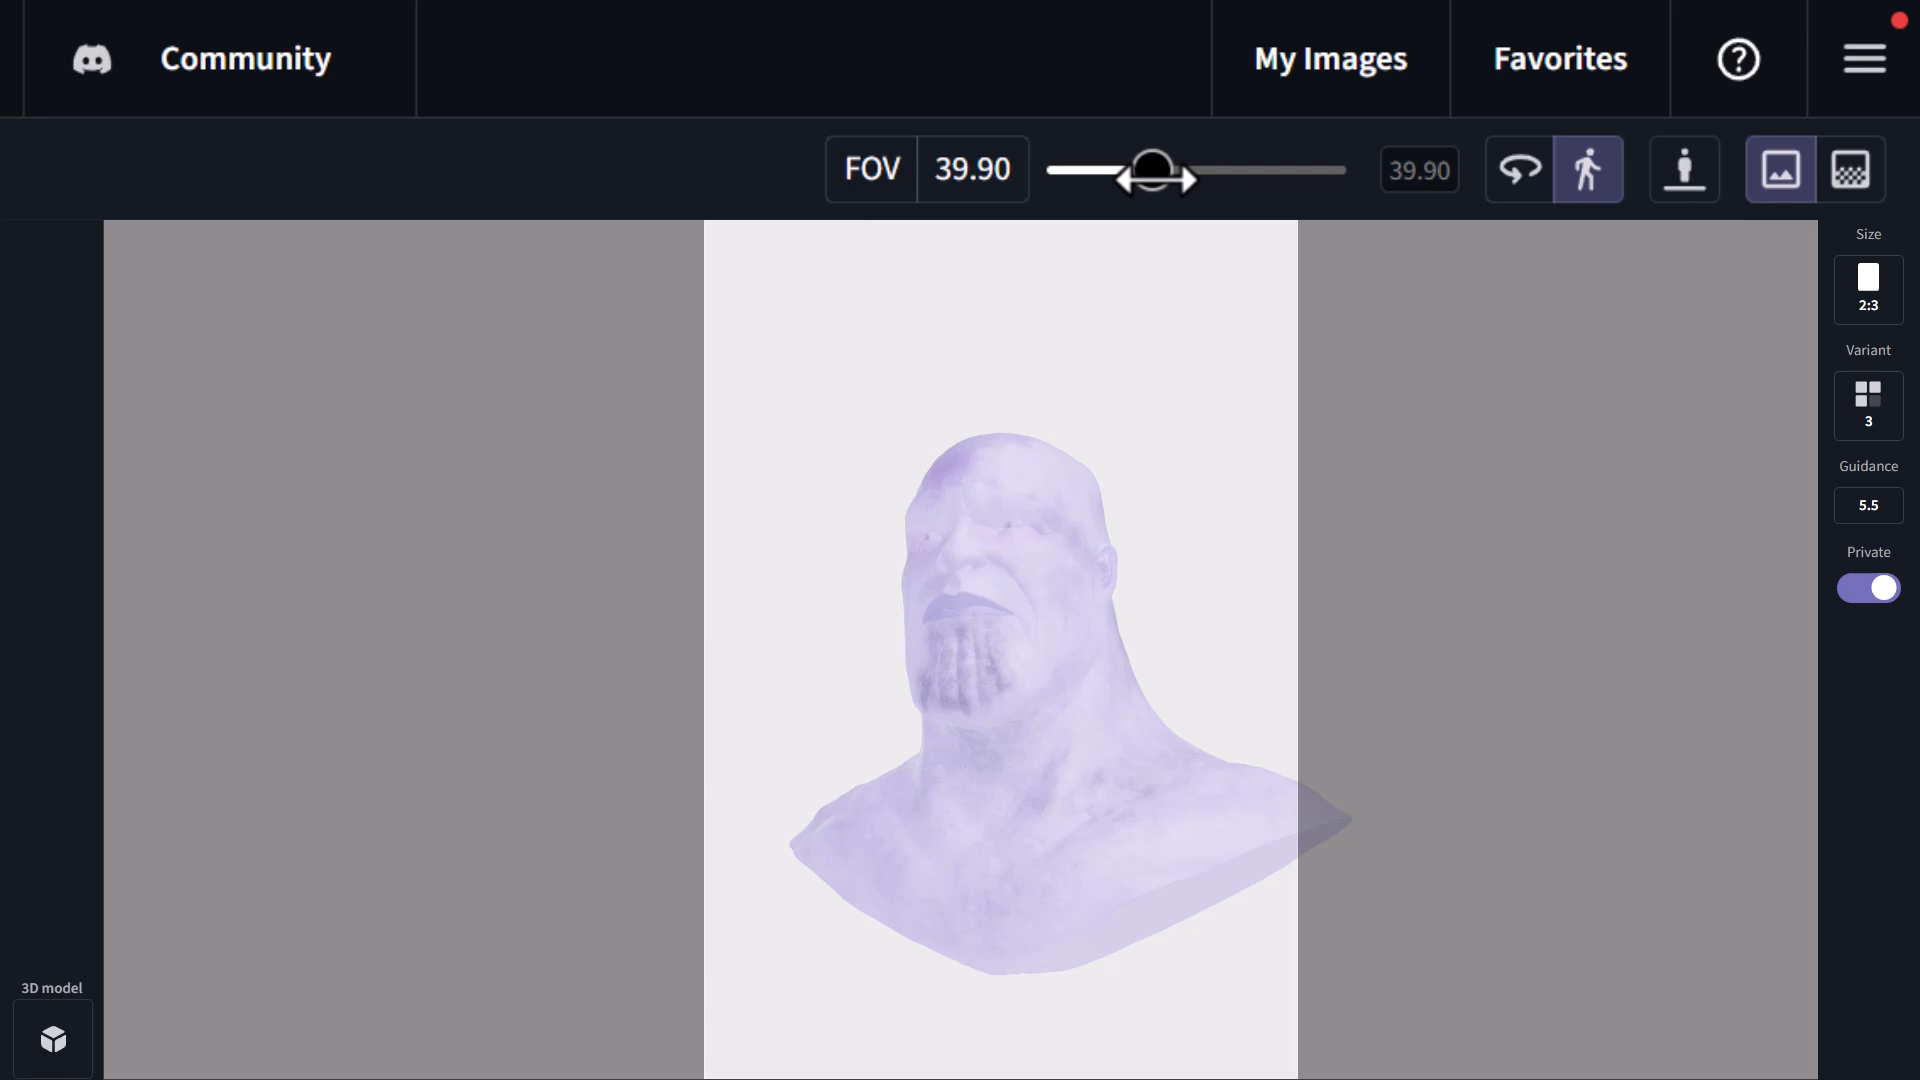 Community
My Images
Favorites
FOV 39.90
39.90
Size
2:3
Variant
3
Guidance
5.5
Private
3D model